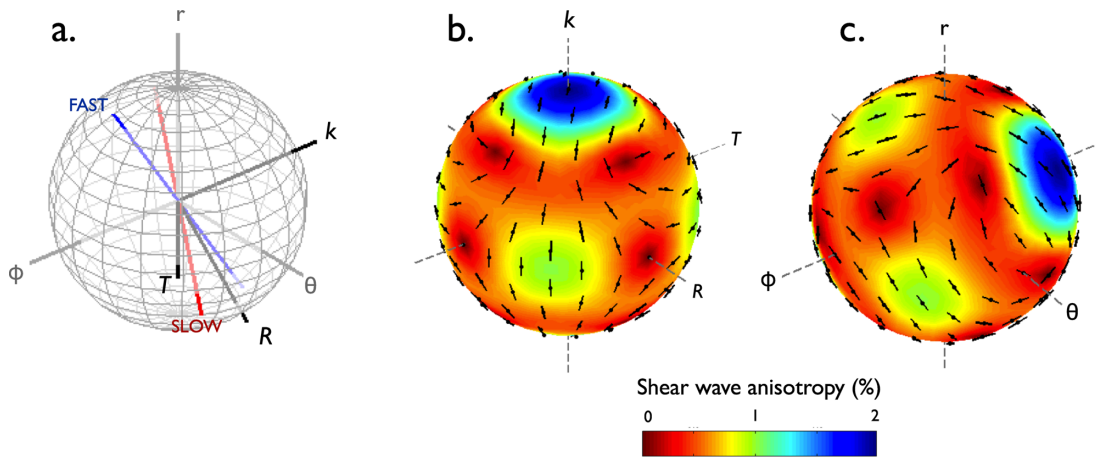 a.
r
FAST
k
ϕ
T
θ
SLOW
R
b.
k
T
R
c.
r
ϕ
θ
Shear wave anisotropy (%)
0 1 2